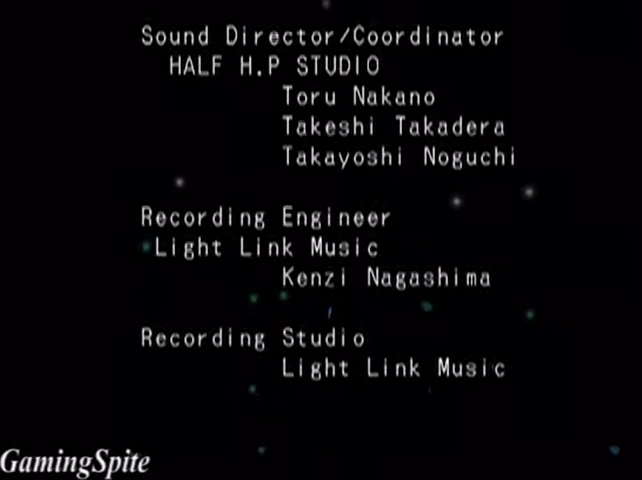 Sound Director/Coordinator
HALF H.P STUDIO
Toru Nakano
Takeshi Takadera
Takayoshi Noguchi
Recording Engineer
Light Link Music
Kenzi Nagashima
Recording Studio
Light Link Music
GamingSpite